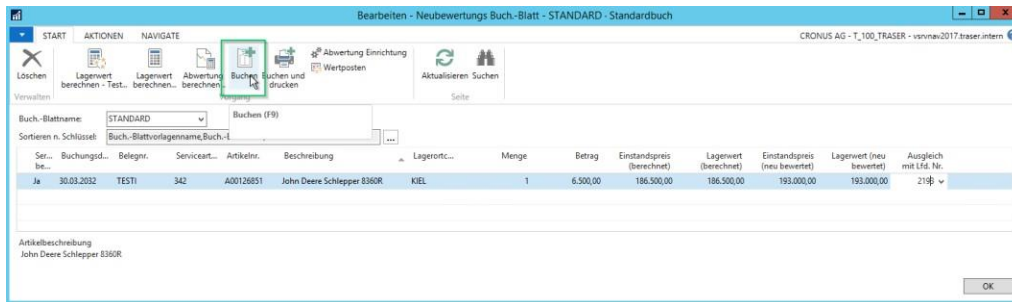 Bearbeiten - Neubewertungs Buch.-Blatt - STANDARD - Standardbuch
START AKTIONEN NAVIGATE
CRONUS AG - T_100_TRASER - vsrvnav2017.traser.intern
Löschen
Lagerwert berechnen - Test...
Lagerwert berechnen...
Abwertung berechnen...
Buchen
Buchen und drucken
Abwertung Einrichtung
Wertposten
Aktualisieren
Suchen
Verwalten
Seite
Buch.-Blattname: STANDARD
Buchen (F9)
Sortieren n. Schlüssel: Buch.-Blattvorlagenname,Buch.-
Ser... be... Buchungsd... Belegnr. Serviceart... Artikelnr. Beschreibung Lagerortc... Menge Betrag Einstandspreis (berechnet) Lagerwert (berechnet) Einstandspreis (neu bewertet) Lagerwert (neu bewertet) Ausgleich mit Lfd. Nr.
Ja 30.03.2032 TESTI 342 A00126851 John Deere Schlepper 8360R KIEL 1 6.500,00 186.500,00 186.500,00 193.000,00 193.000,00
Artikelbeschreibung
John Deere Schlepper 8360R
OK